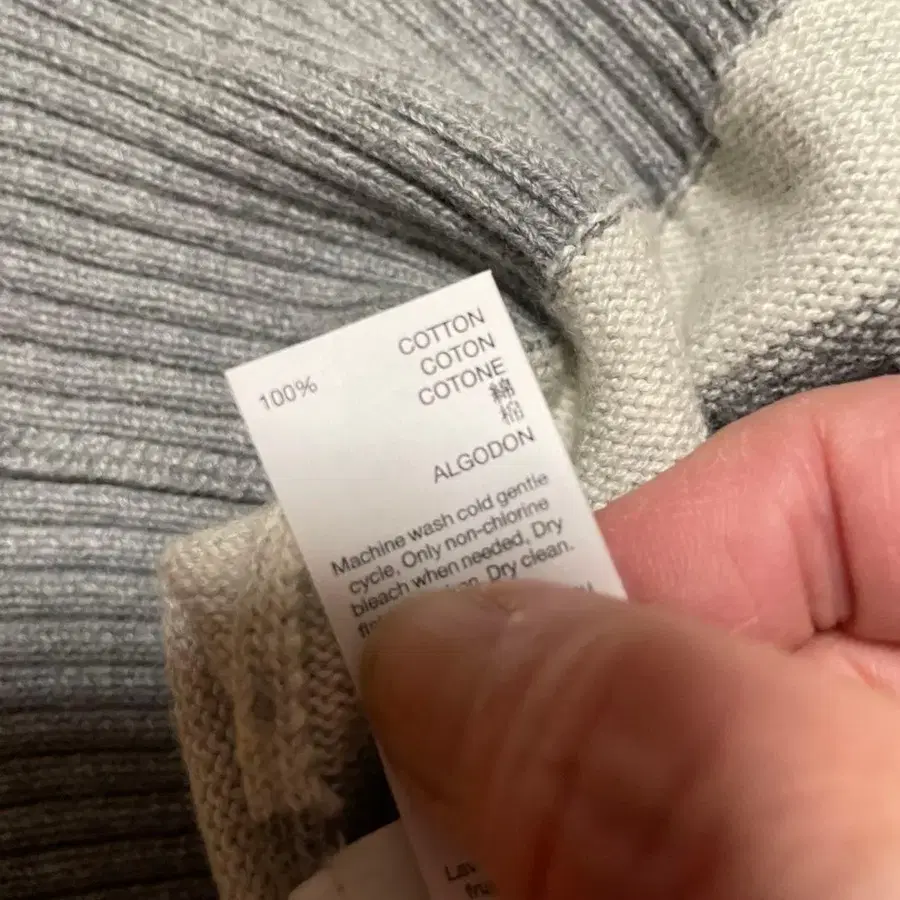 100% COTTON
COTON
COTONE
綿
棉
ALGODON
Machine wash cold gentle
cycle, Only non-chlorine
bleach when needed, Dry
Dry clean.